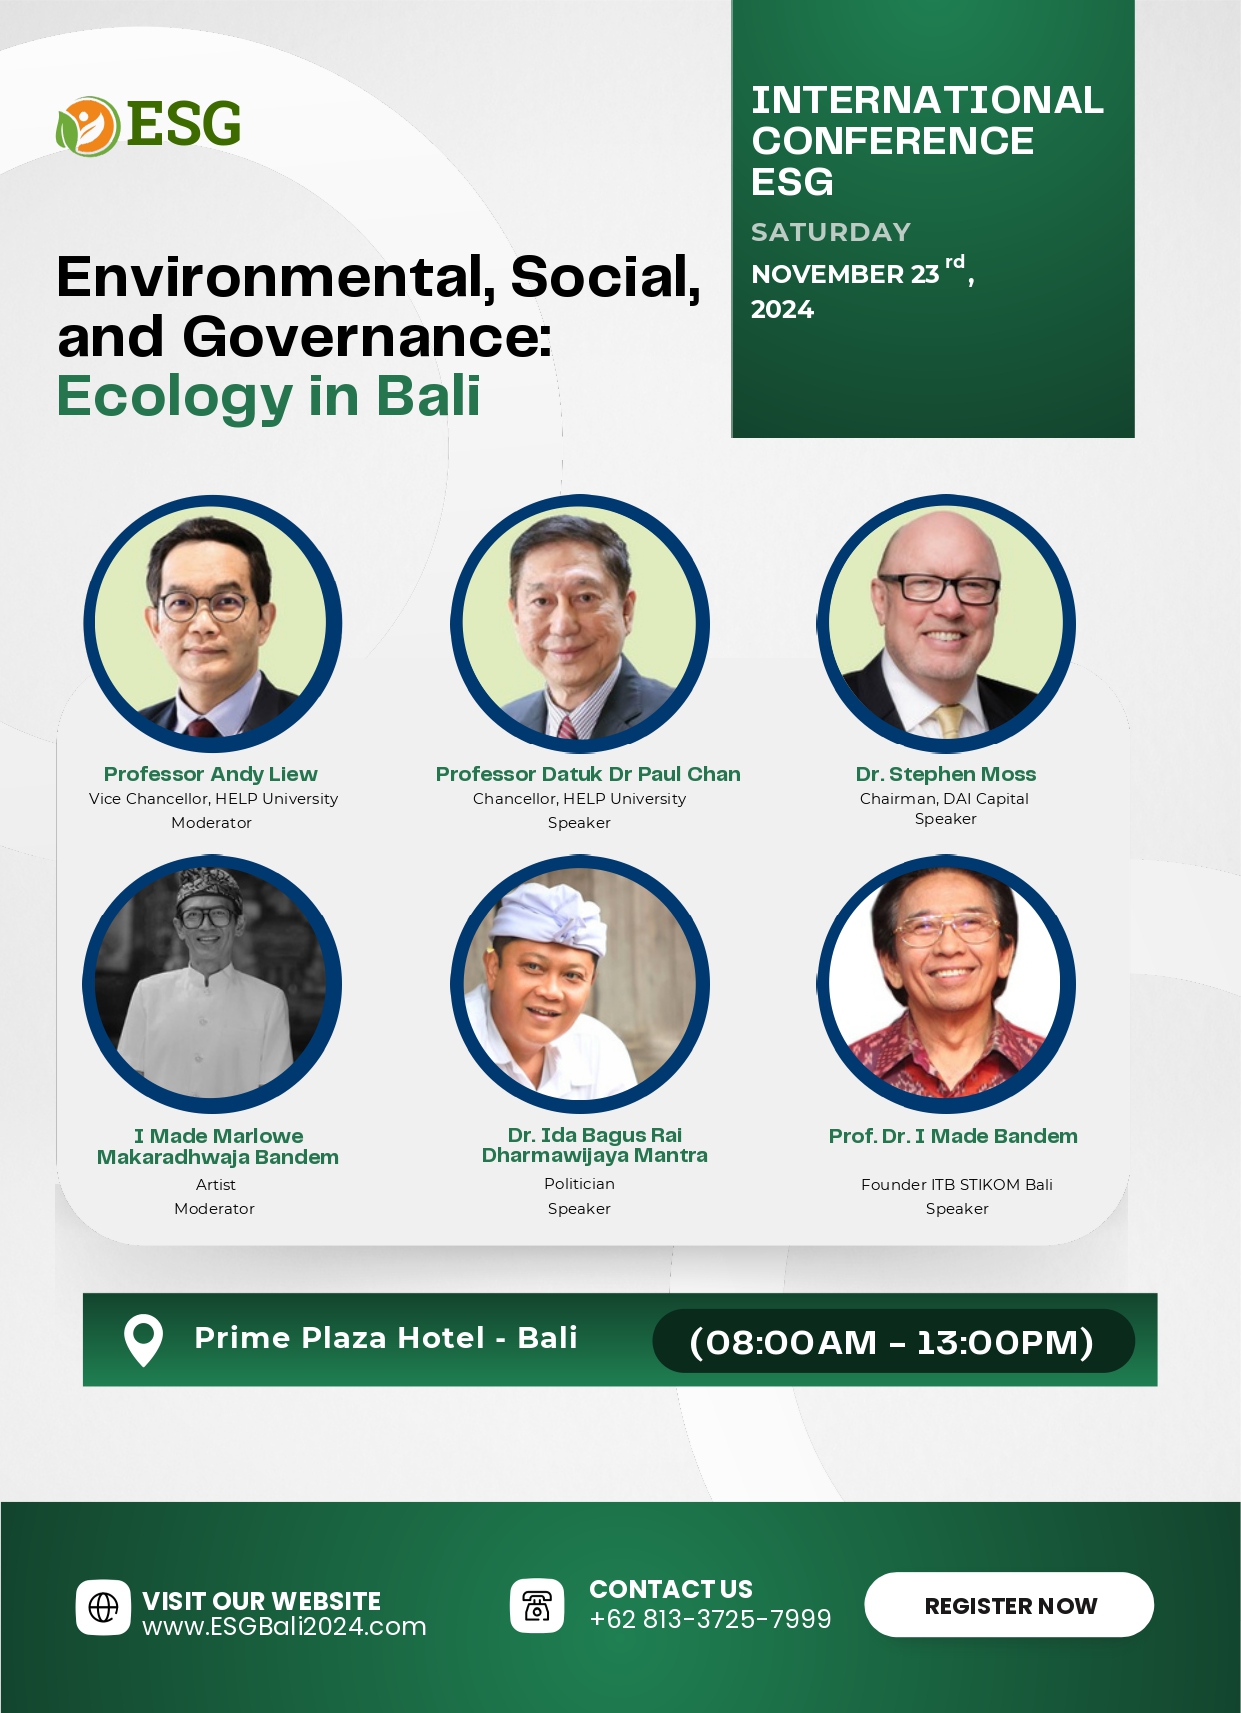 ESG
INTERNATIONAL
CONFERENCE
ESG
SATURDAY
NOVEMBER 23 rd,
2024
Environmental, Social,
and Governance:
Ecology in Bali
Professor Andy Liew
Vice Chancellor, HELP University
Moderator
Professor Datuk Dr Paul Chan
Chancellor, HELP University
Speaker
Dr. Stephen Moss
Chairman, DAI Capital
Speaker
I Made Marlowe
Makaradhwaja Bandem
Artist
Moderator
Dr. Ida Bagus Rai
Dharmawijaya Mantra
Politician
Speaker
Prof. Dr. I Made Bandem
Founder ITB STIKOM Bali
Speaker
Prime Plaza Hotel - Bali
(08:00AM - 13:00PM)
VISIT OUR WEBSITE
www.ESGBali2024.com
CONTACT US
+62 813-3725-7999
REGISTER NOW